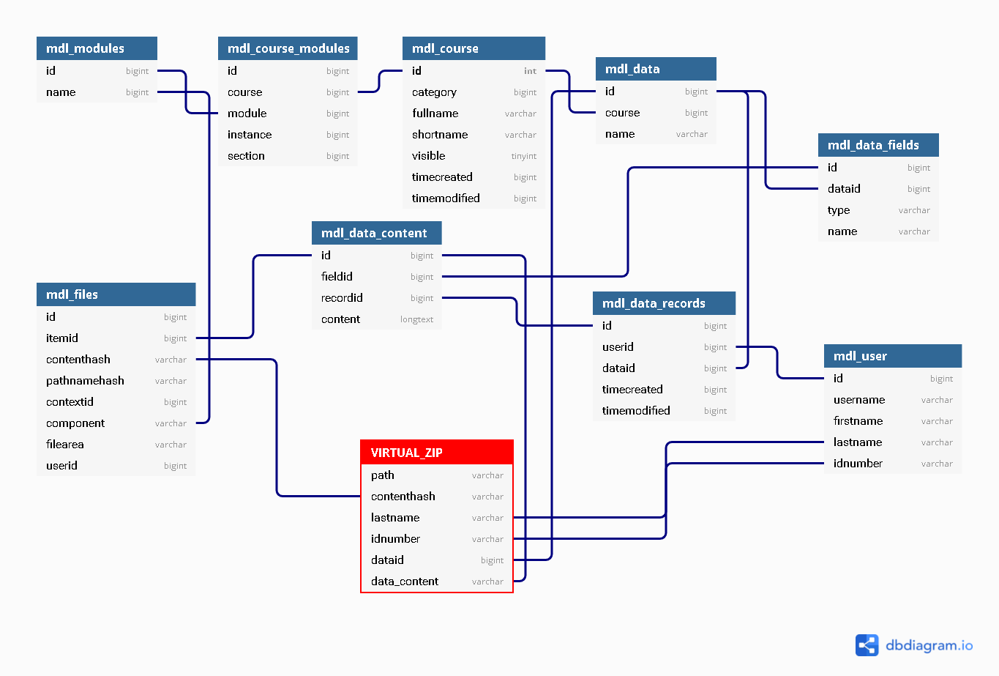 mdl_modules
id bigint
name bigint
mdl_course_modules
id bigint
course bigint
module bigint
instance bigint
section bigint
mdl_course
id int
category bigint
fullname varchar
shortname varchar
visible tinyint
timecreated bigint
timemodified bigint
mdl_data
id bigint
course bigint
name varchar
mdl_data_fields
id bigint
dataid bigint
type varchar
name varchar
mdl_data_content
id bigint
fieldid bigint
recordid bigint
content longtext
mdl_files
id bigint
itemid bigint
contenthash varchar
pathnamehash varchar
contextid bigint
component varchar
filearea varchar
userid bigint
mdl_data_records
id bigint
userid bigint
dataid bigint
timecreated bigint
timemodified bigint
mdl_user
id bigint
username varchar
firstname varchar
lastname varchar
idnumber varchar
VIRTUAL_ZIP
path varchar
contenthash varchar
lastname varchar
idnumber varchar
dataid bigint
data_content varchar
dbdiagram.io